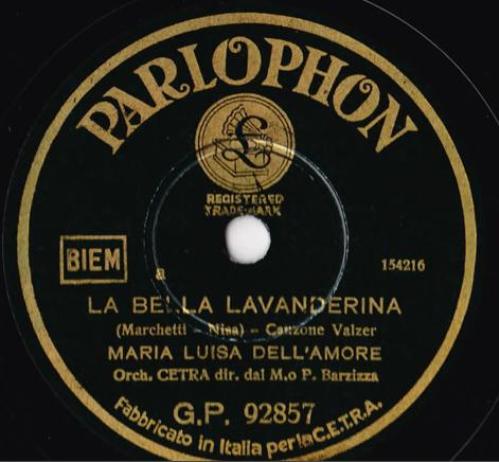 PARLOPHON
£
REGISTERED
TRADE-MARK
BIEM
a
154216
LA BELLA LAVANDERINA
(Marchetti - Nisa) - Canzone Valzer
MARIA LUISA DELL'AMORE
Orch. CETRA dir. dal M.o P. Barzizza
G.P. 92857
Fabbricato in Italia per la C.E.T.R.A.